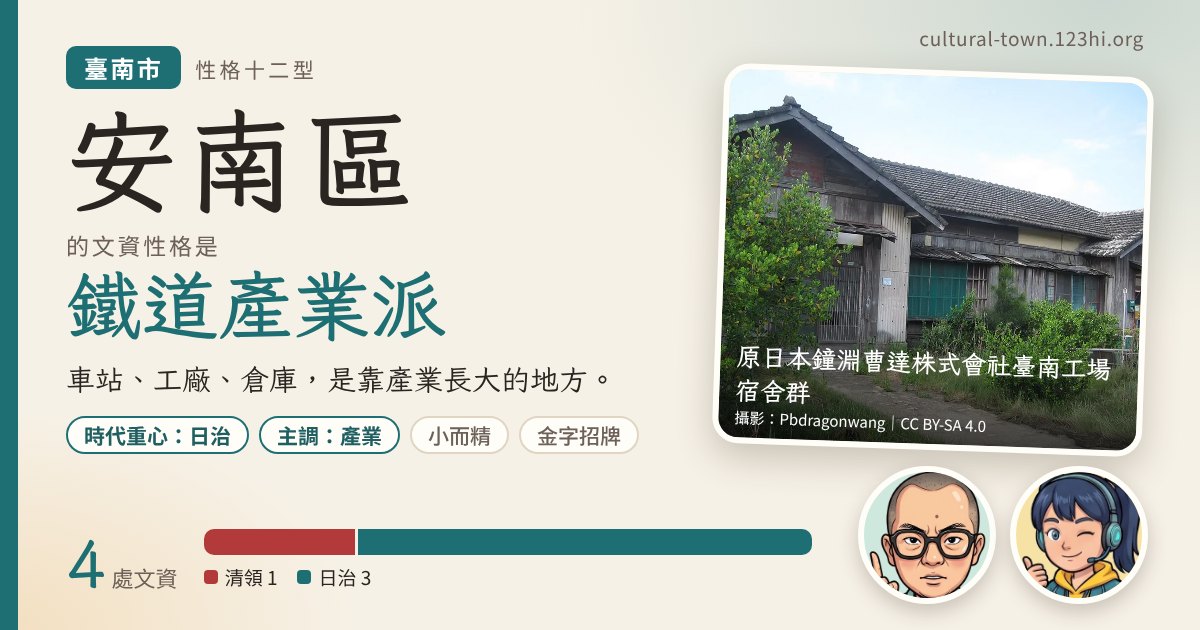 cultural-town.123hi.org
臺南市 性格十二型
安南區
的文資性格是
鐵道產業派
車站、工廠、倉庫，是靠產業長大的地方。
時代重心：日治 主調：產業 小而精 金字招牌
原日本鐘淵曹達株式會社臺南工場
宿舍群
攝影：Pbdragonwang｜CC BY-SA 4.0
4 處文資
清領 1 日治 3